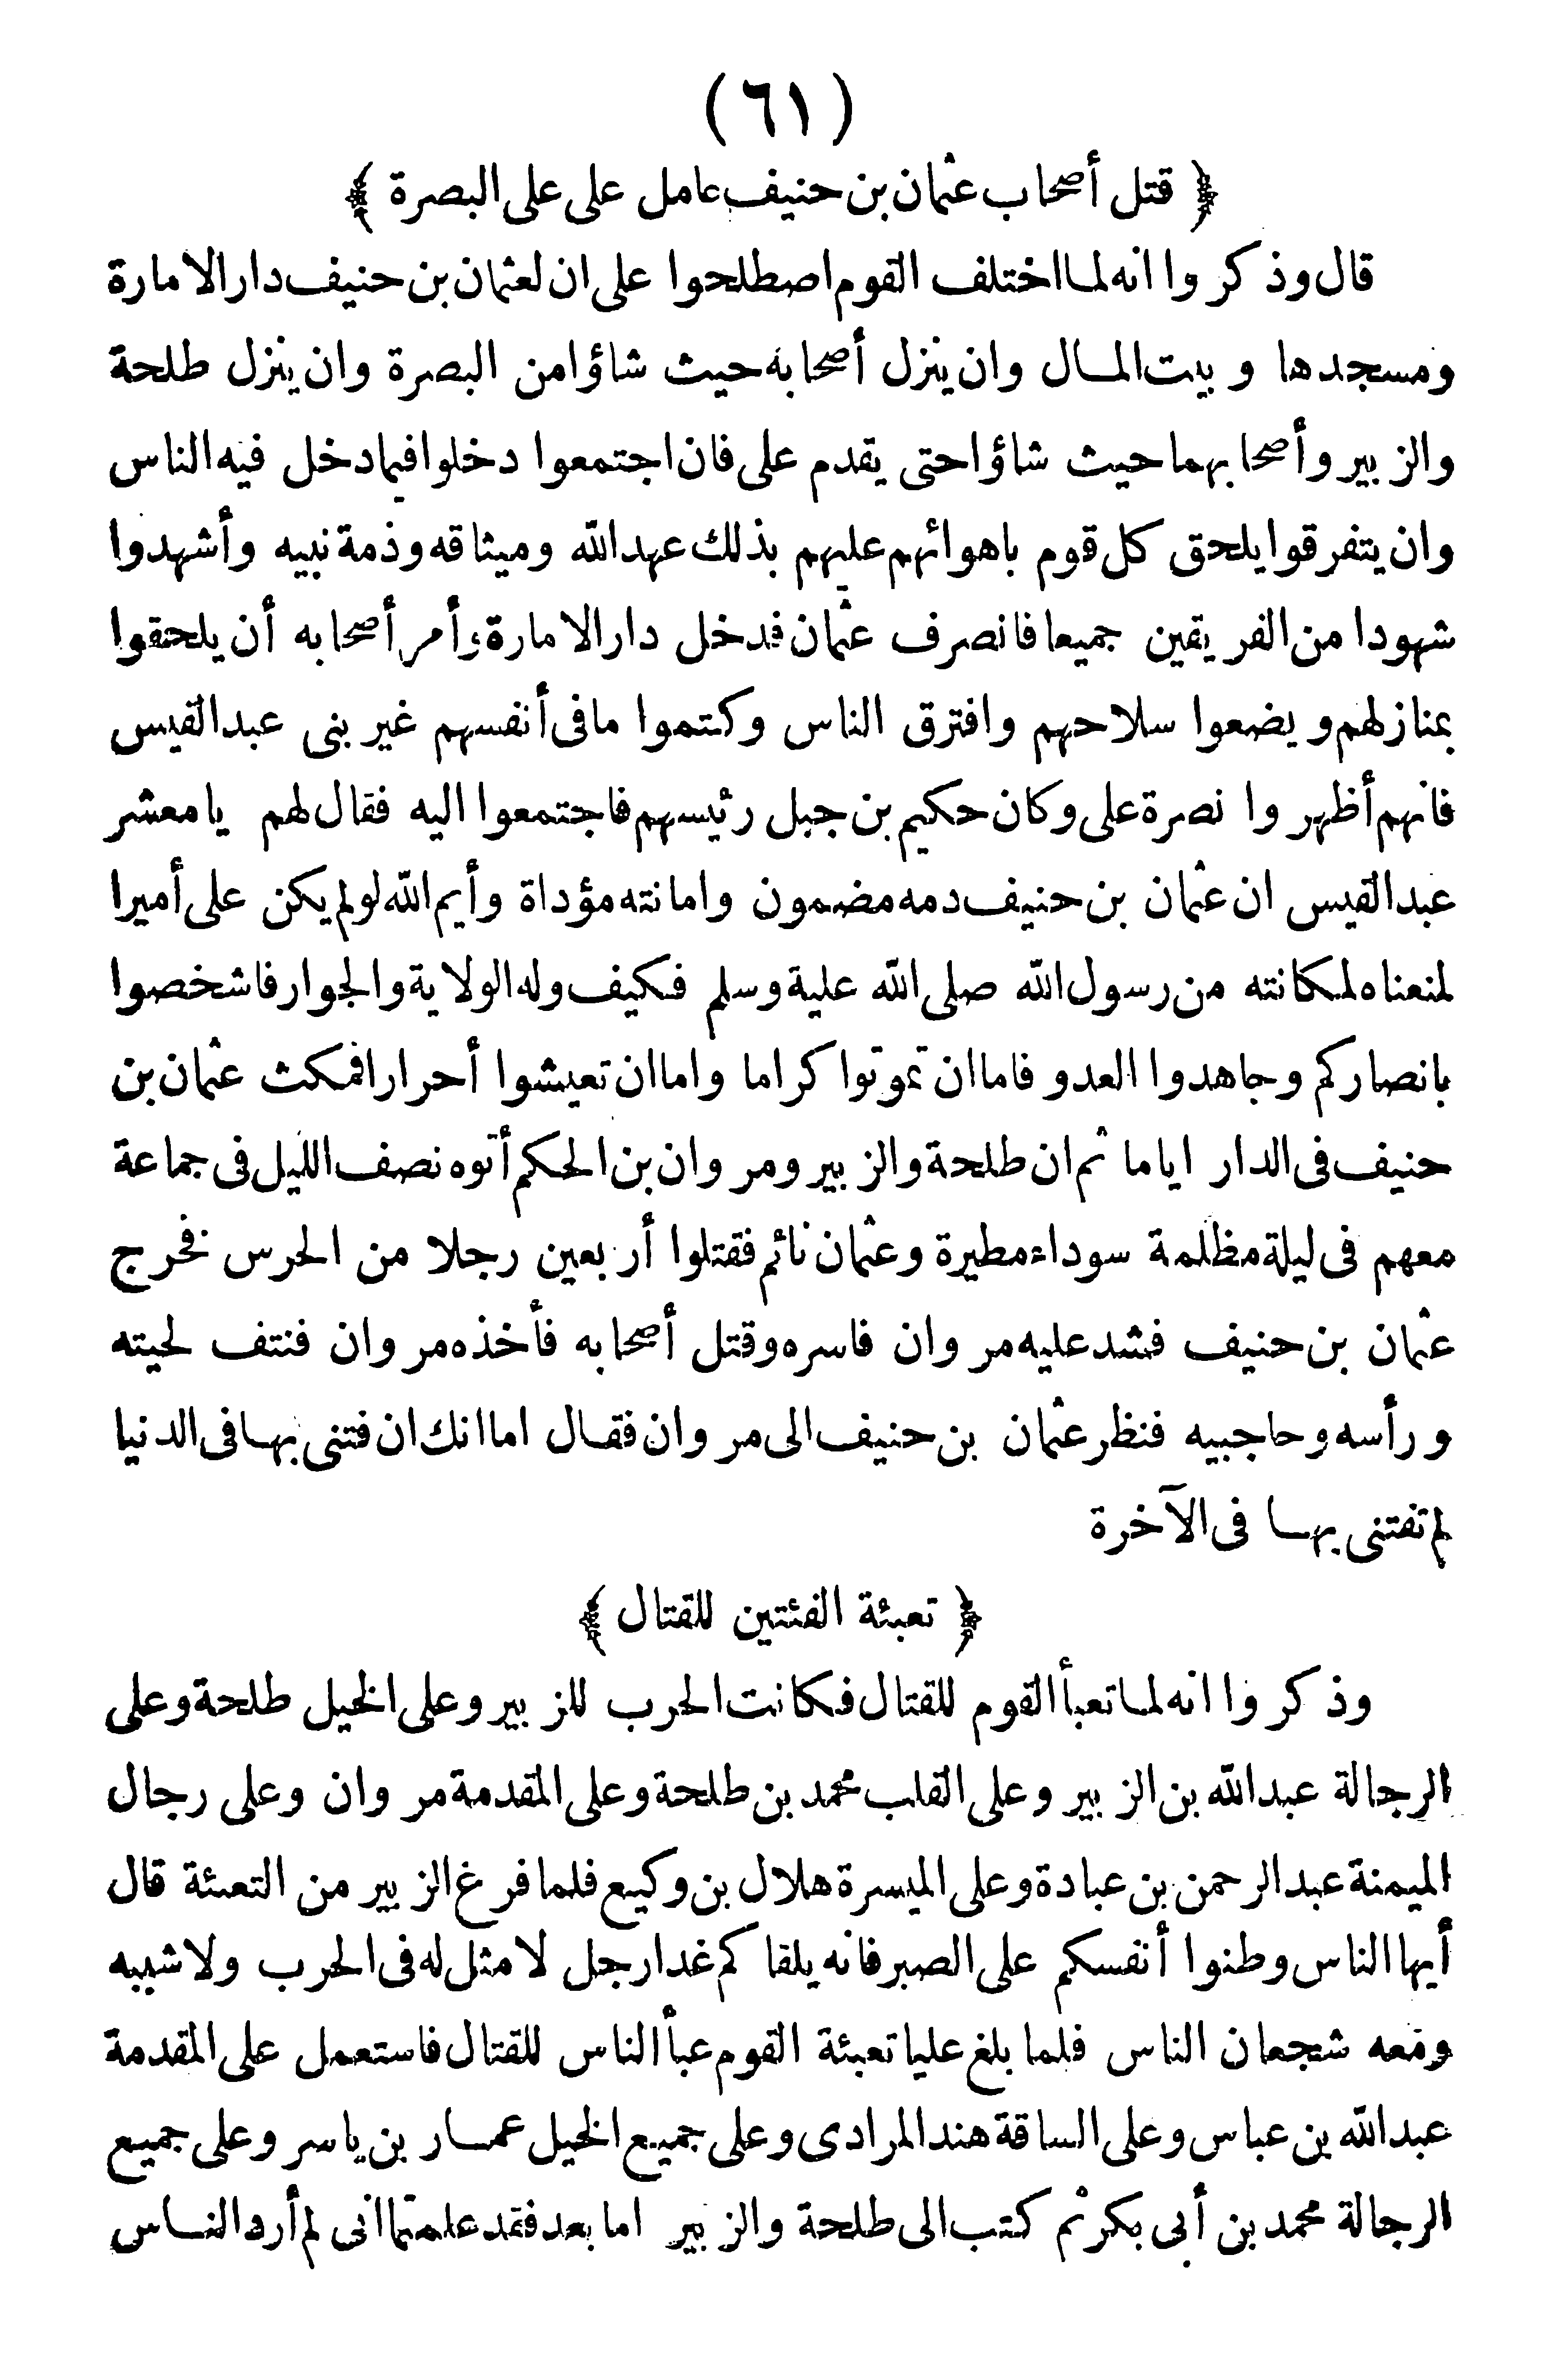 (٦١)
﴿ قتل أصحاب عثمان بن حنيف عامل على على البصرة ﴾
قال وذكروا انه لما اختلف القوم اصطلحوا على ان لعثمان بن حنيف دار الامارة
ومسجدها وبيت المال وان ينزل أصحابه حيث شاؤا من البصرة وان ينزل طلحة
والزبير وأصحابهما حيث شاؤا حتى يقدم على فان اجتمعوا دخلوا فيما دخل فيه الناس
وان يتفرقوا يلحق كل قوم باهوائهم عليهم بذلك عهد الله وميثاقه وذمة نبيه وأشهدوا
شهودا من الفريقين جميعا فانصرف عثمان فدخل دار الامارة وأمر أصحابه أن يلحقوا
بمنازلهم ويضعوا سلاحهم وافترق الناس وكتموا ما فى أنفسهم غير بنى عبد القيس
فانهم أظهروا نصرة على وكان حكيم بن جبل رئيسهم فاجتمعوا اليه فقال لهم يا معشر
عبد القيس ان عثمان بن حنيف دمه مضمون وامانته مؤداة وأيم الله لو لم يكن على أميرا
لمنعناه لمكانته من رسول الله صلى الله علية وسلم فكيف وله الولاية والجوار فاشخصوا
بانصاركم وجاهدوا العدو فاما ان تموتوا كراما واما ان تعيشوا أحرارا فمكث عثمان بن
حنيف فى الدار اياما ثم ان طلحة والزبير ومروان بن الحكم أتوه نصف الليل فى جماعة
معهم فى ليلة مظلمة سوداء مطيرة وعثمان نائم فقتلوا أربعين رجلا من الحرس فخرج
عثمان بن حنيف فشد عليه مروان فاسره وقتل أصحابه فأخذه مروان فنتف لحيته
ورأسه وحاجبيه فنظر عثمان بن حنيف الى مروان فقال اما انك ان فتنى بها فى الدنيا
لم تفتنى بها فى الآخرة
﴿ تعبئة الفئتين للقتال ﴾
وذكروا انه لما تعبأ القوم للقتال فكانت الحرب للزبير وعلى الخيل طلحة وعلى
الرجالة عبد الله بن الزبير وعلى القلب محمد بن طلحة وعلى المقدمة مروان وعلى رجال
الميمنة عبد الرحمن بن عبادة وعلى الميسرة هلال بن وكيع فلما فرغ الزبير من التعبئة قال
أيها الناس وطنوا أنفسكم على الصبر فانه يلقاكم غدا رجل لا مثل له فى الحرب ولا شبيه
ومعه شجعان الناس فلما بلغ عليا تعبئة القوم عبأ الناس للقتال فاستعمل على المقدمة
عبد الله بن عباس وعلى الساقة هند المرادى وعلى جميع الخيل عمار بن ياسر وعلى جميع
الرجالة محمد بن أبى بكر ثم كتب الى طلحة والزبير اما بعد فقد علمتما انى لم أرد الناس